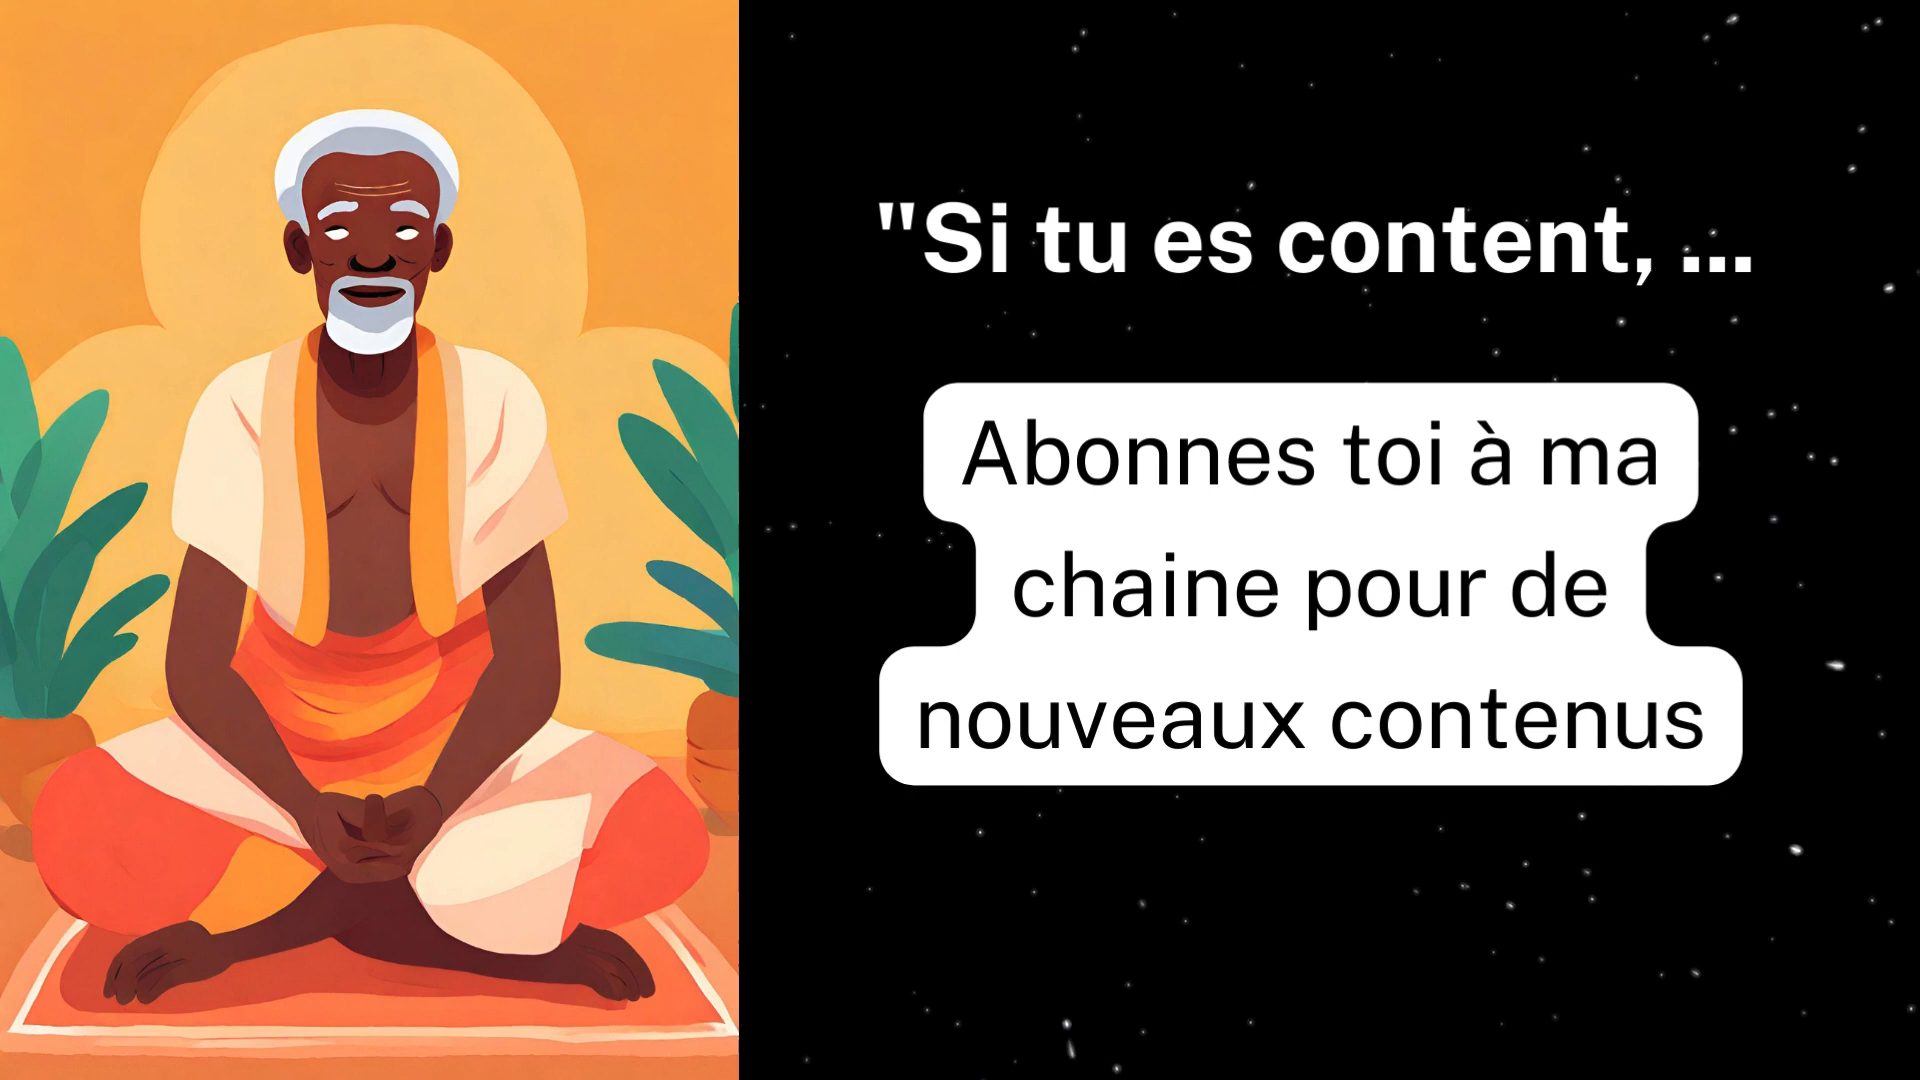 "Si tu es content, ...
Abonnes toi à ma
chaine pour de
nouveaux contenus